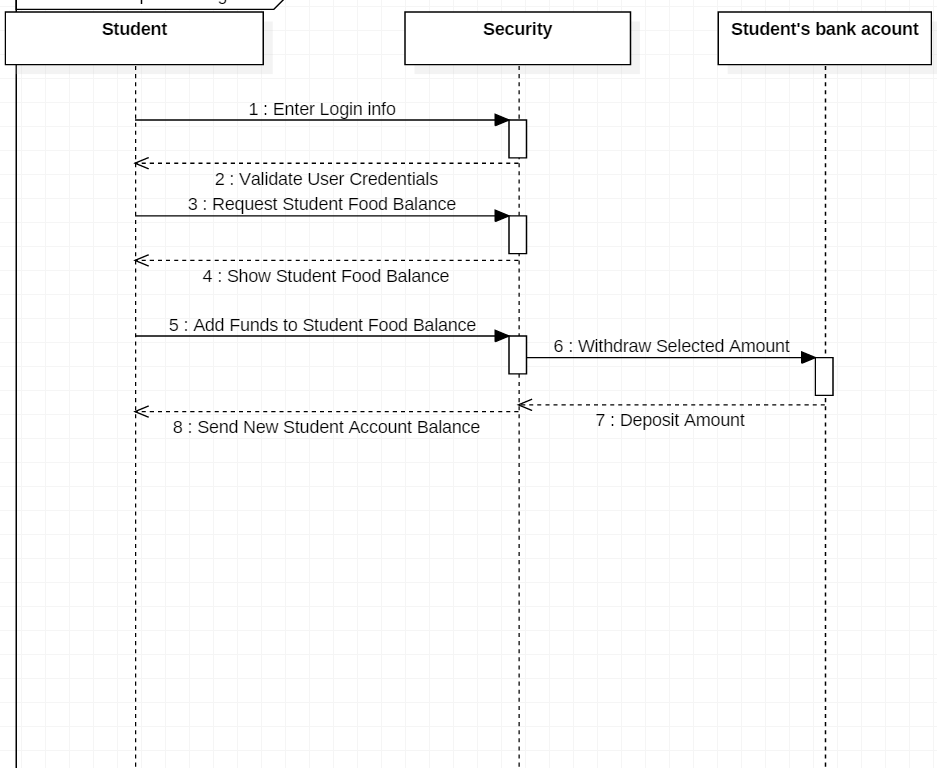 Student
Security
Student's bank acount
1 : Enter Login info
2 : Validate User Credentials
3 : Request Student Food Balance
4 : Show Student Food Balance
5 : Add Funds to Student Food Balance
6 : Withdraw Selected Amount
7 : Deposit Amount
8 : Send New Student Account Balance